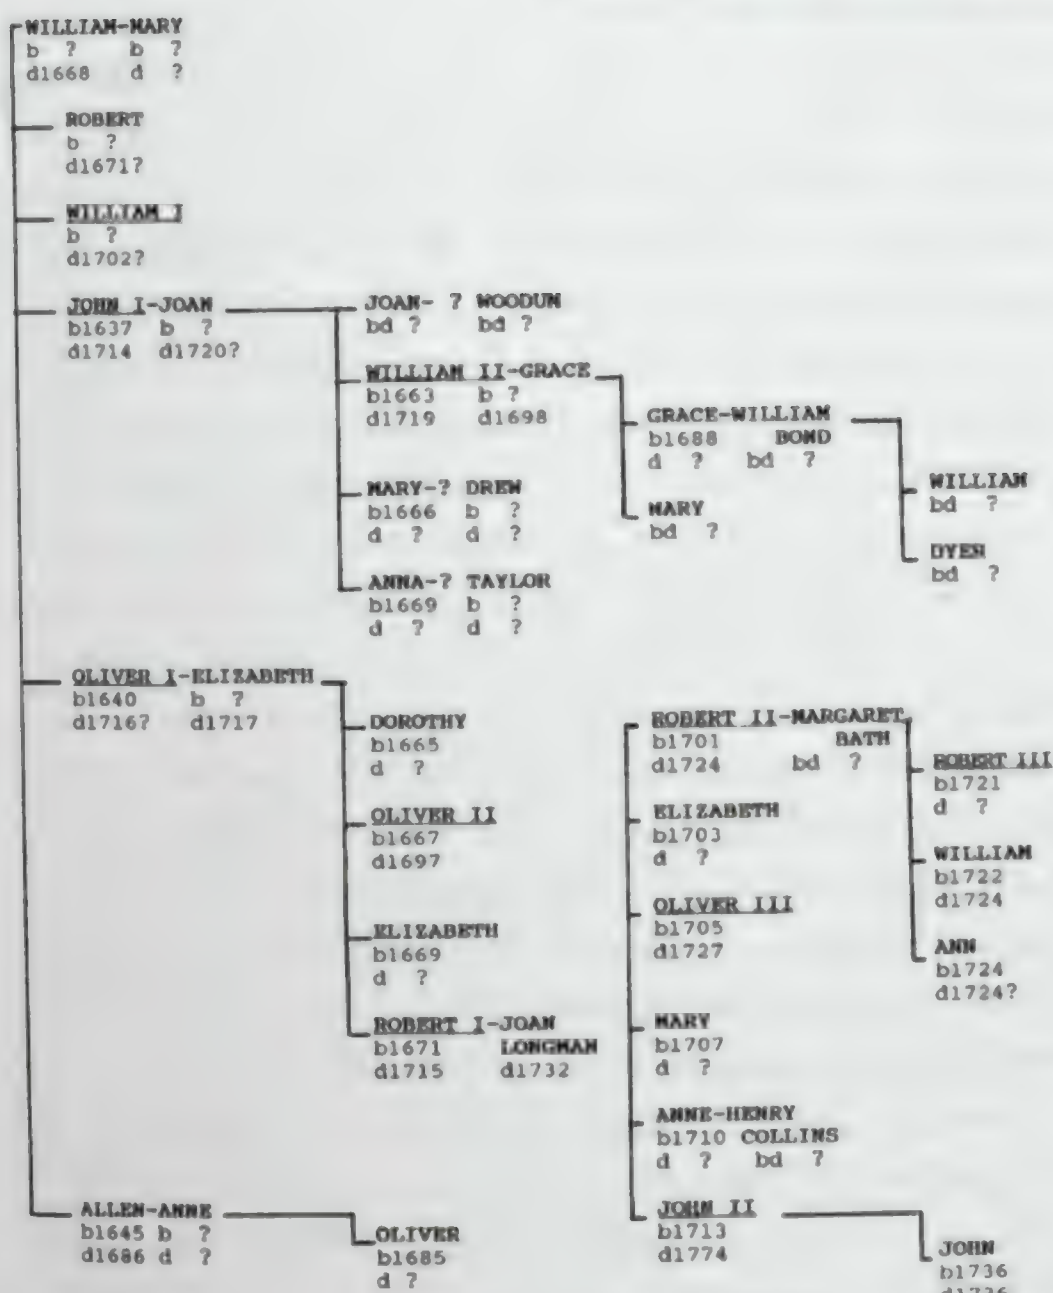 WILLIAM-MARY
b ? b ?
d1668 d ?
ROBERT
b ?
d1671?
WILLIAM I
b ?
d1702?
JOHN I-JOAN
b1637 b ?
d1714 d1720?
JOAN- ? WOODUM
bd ? bd ?
WILLIAM II-GRACE
b1663 b ?
d1719 d1698
GRACE-WILLIAM
b1688 BOND
d ? bd ?
WILLIAM
bd ?
MARY-? DREW
b1666 b ?
d ? d ?
MARY
bd ?
DYER
bd ?
ANNA-? TAYLOR
b1669 b ?
d ? d ?
OLIVER I-ELIZABETH
b1640 b ?
d1716? d1717
DOROTHY
b1665
d ?
OLIVER II
b1667
d1697
ELIZABETH
b1669
d ?
ROBERT I-JOAN
b1671 LONGMAN
d1715 d1732
ROBERT II-MARGARET
b1701 BATH
d1724 bd ?
ROBERT III
b1721
d ?
ELIZABETH
b1703
d ?
WILLIAM
b1722
d1724
OLIVER III
b1705
d1727
ANN
b1724
d1724?
MARY
b1707
d ?
ANNE-HENRY
b1710 COLLINS
d ? bd ?
JOHN II
b1713
d1774
JOHN
b1736
d1736
ALLEN-ANNE
b1645 b ?
d1686 d ?
OLIVER
b1685
d ?